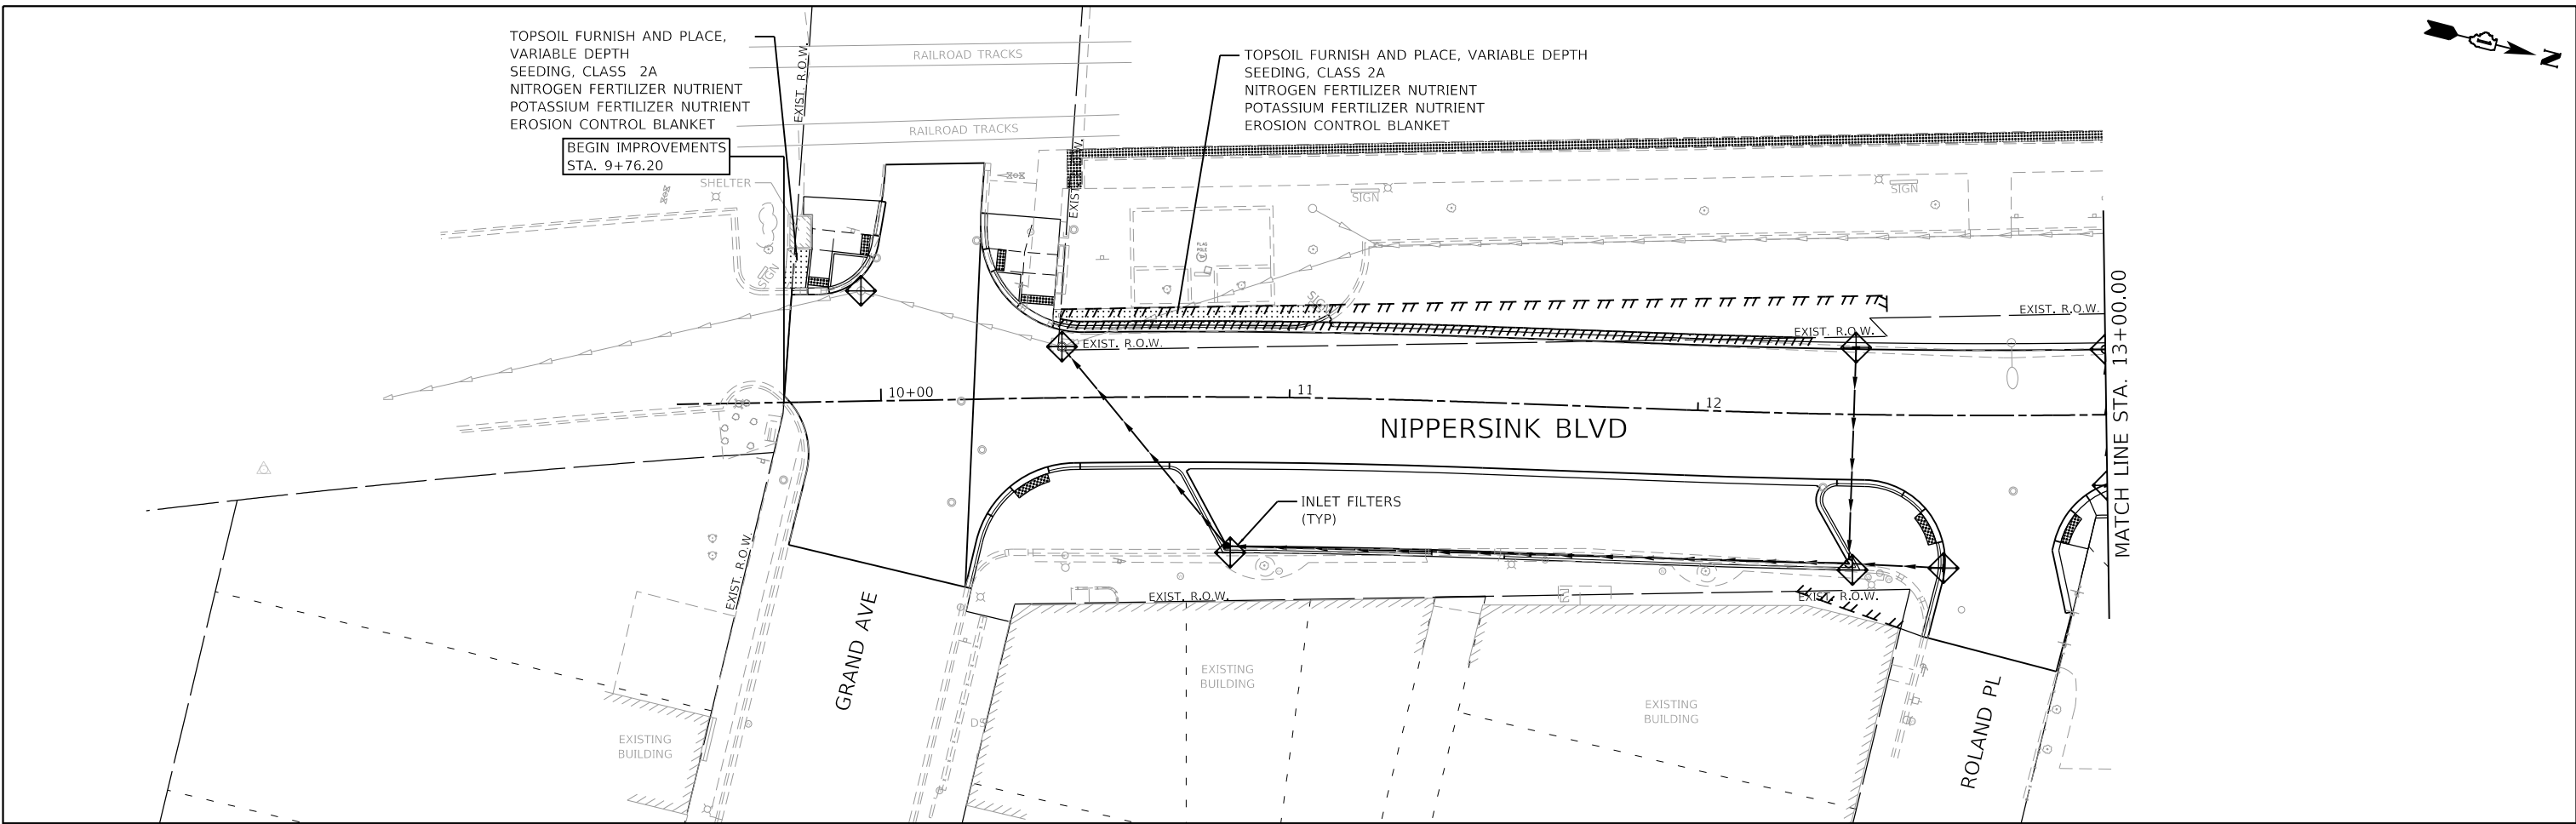 TOPSOIL FURNISH AND PLACE,
VARIABLE DEPTH
SEEDING, CLASS 2A
NITROGEN FERTILIZER NUTRIENT
POTASSIUM FERTILIZER NUTRIENT
EROSION CONTROL BLANKET
BEGIN IMPROVEMENTS
STA. 9+76.20
SHELTER
SIGN
EXIST. R.O.W.
RAILROAD TRACKS
RAILROAD TRACKS
EXIST. R.O.W.
TOPSOIL FURNISH AND PLACE, VARIABLE DEPTH
SEEDING, CLASS 2A
NITROGEN FERTILIZER NUTRIENT
POTASSIUM FERTILIZER NUTRIENT
EROSION CONTROL BLANKET
N
SIGN
SIGN
FLAG
POLE
SIGN
EXIST. R.O.W.
EXIST. R.O.W.
EXIST. R.O.W.
10+00
11
12
NIPPERSINK BLVD
MATCH LINE STA. 13+00.00
INLET FILTERS
(TYP)
EXIST. R.O.W.
EXIST. R.O.W.
EXIST. R.O.W.
GRAND AVE
ROLAND PL
DS
EXISTING
BUILDING
EXISTING
BUILDING
EXISTING
BUILDING